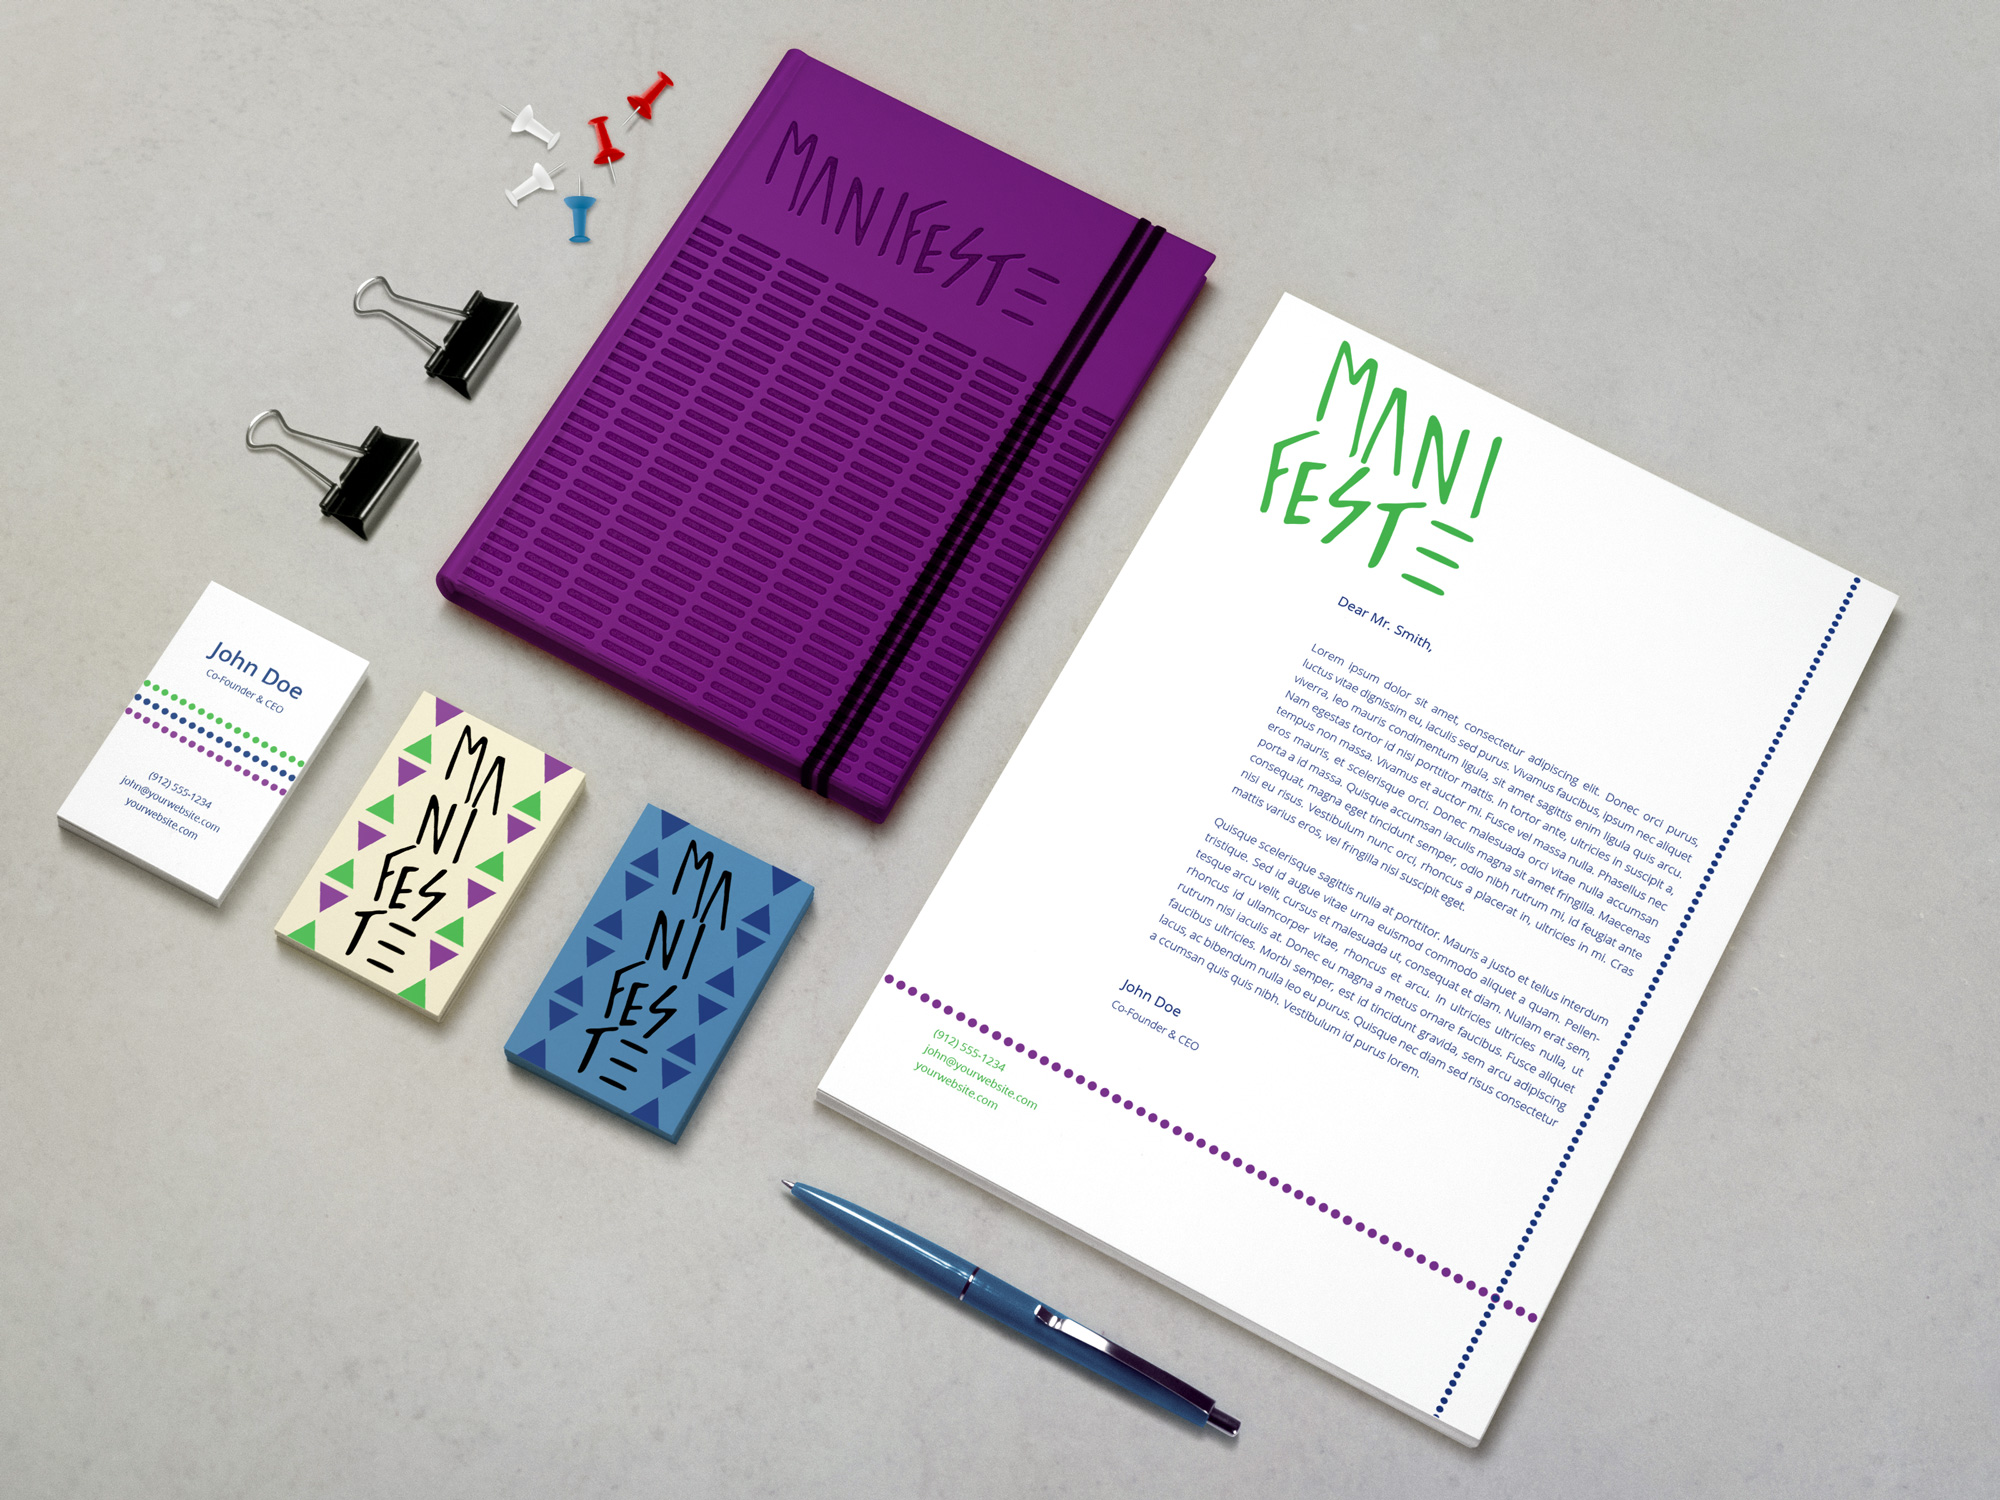 MANIFESTE
MANI
FESTE
Dear Mr. Smith,
Lorem ipsum dolor sit amet, consectetur adipiscing elit. Donec orci purus,
luctus vitae dignissim eu, iaculis sed purus. Vivamus faucibus, ipsum nec aliquet
viverra, leo mauris condimentum ligula, sit amet sagittis enim ligula quis arcu.
Nam egestas tortor id nisi porttitor mattis. In tortor ante, ultricies in suscipit a,
tempus non massa. Vivamus et auctor mi. Fusce vel massa nulla. Phasellus nec
eros mauris, et scelerisque orci. Donec malesuada orci vitae nulla accumsan
porta a id massa. Quisque accumsan iaculis magna sit amet fringilla. Maecenas
consequat, magna eget tincidunt semper, odio nibh rutrum mi, id feugiat ante
nisi eu risus. Vestibulum nunc orci, rhoncus a placerat in, ultricies in mi. Cras
mattis varius eros, vel fringilla nisi suscipit eget.
Quisque scelerisque sagittis nulla at porttitor. Mauris a justo et tellus interdum
tristique. Sed id augue vitae urna euismod commodo aliquet a quam. Pellen-
tesque arcu velit, cursus et malesuada ut, consequat et diam. Nullam erat sem,
rhoncus id ullamcorper vitae, rhoncus et arcu. In ultricies ultricies nulla, ut
rutrum nisi iaculis at. Donec eu magna a metus ornare faucibus. Fusce aliquet
faucibus ultricies. Morbi semper, est id tincidunt gravida, sem arcu adipiscing
lacus, ac bibendum nulla leo eu purus. Quisque nec diam sed risus consectetur
a ccumsan quis quis nibh. Vestibulum id purus lorem.
John Doe
Co-Founder & CEO
(912) 555-1234
john@yourwebsite.com
yourwebsite.com
John Doe
Co-Founder & CEO
(912) 555-1234
john@yourwebsite.com
yourwebsite.com
MA
NI
FES
TE
MA
NI
FES
TE